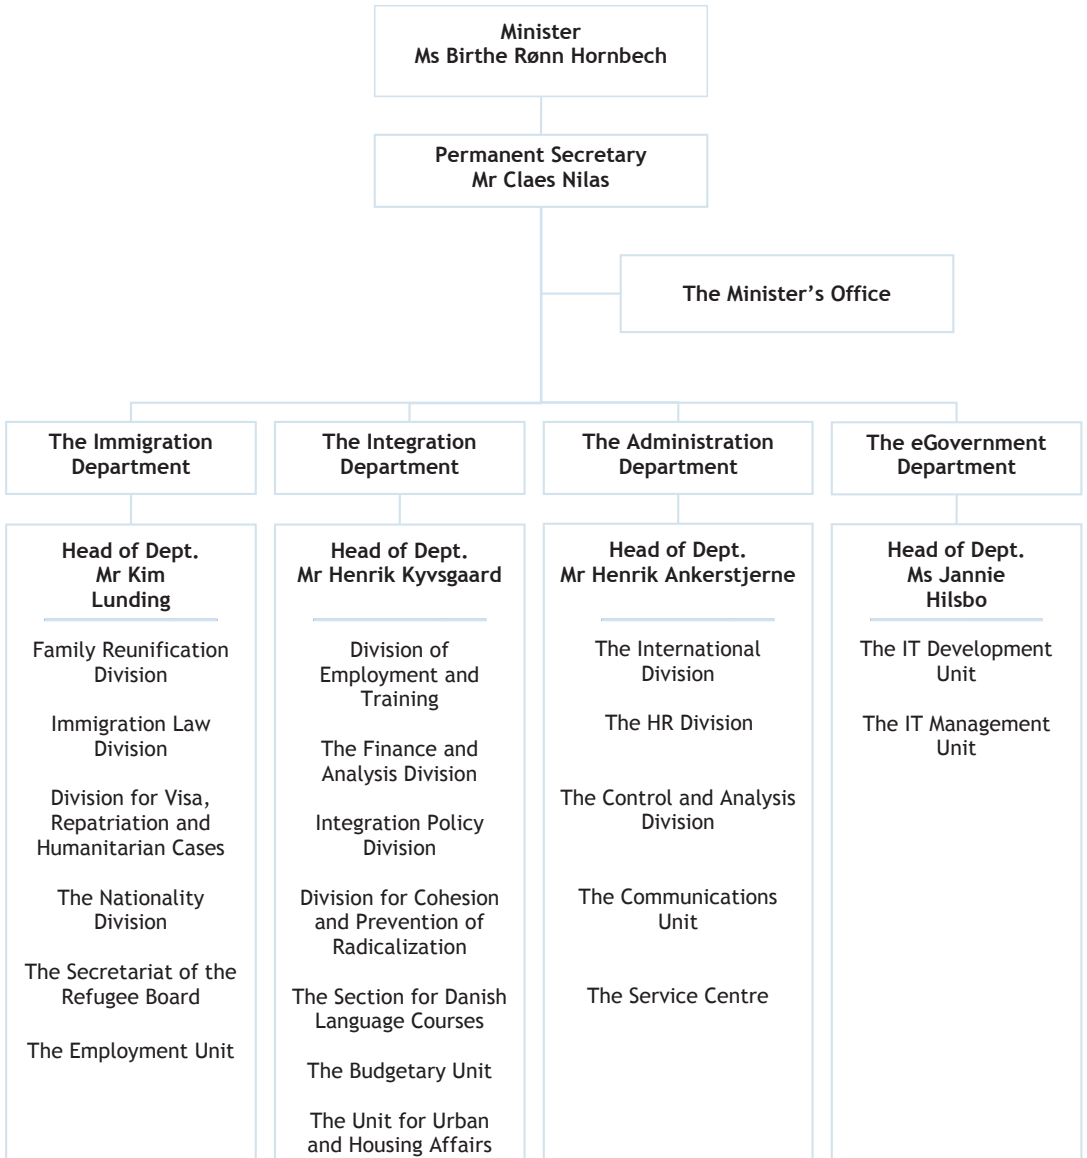 Minister
Ms Birthe Rønn Hornbech
Permanent Secretary
Mr Claes Nilas
The Minister’s Office
The Immigration
Department
The Integration
Department
The Administration
Department
The eGovernment
Department
Head of Dept.
Mr Kim
Lunding
Family Reunification
Division
Immigration Law
Division
Division for Visa,
Repatriation and
Humanitarian Cases
The Nationality
Division
The Secretariat of the
Refugee Board
The Employment Unit
Head of Dept.
Mr Henrik Kyvsgaard
Division of
Employment and
Training
The Finance and
Analysis Division
Integration Policy
Division
Division for Cohesion
and Prevention of
Radicalization
The Section for Danish
Language Courses
The Budgetary Unit
The Unit for Urban
and Housing Affairs
Head of Dept.
Mr Henrik Ankerstjerne
The International
Division
The HR Division
The Control and Analysis
Division
The Communications
Unit
The Service Centre
Head of Dept.
Ms Jannie
Hilsbo
The IT Development
Unit
The IT Management
Unit